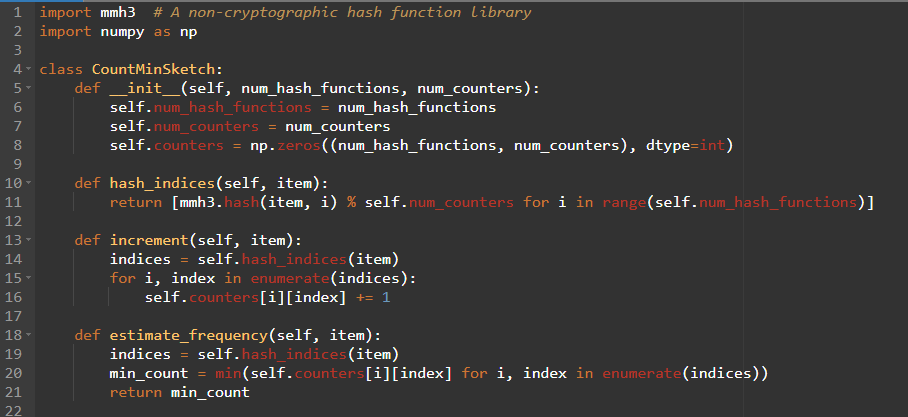 1 import mmh3  # A non-cryptographic hash function library
2 import numpy as np
3
4 class CountMinSketch:
5     def __init__(self, num_hash_functions, num_counters):
6         self.num_hash_functions = num_hash_functions
7         self.num_counters = num_counters
8         self.counters = np.zeros((num_hash_functions, num_counters), dtype=int)
9
10     def hash_indices(self, item):
11         return [mmh3.hash(item, i) % self.num_counters for i in range(self.num_hash_functions)]
12
13     def increment(self, item):
14         indices = self.hash_indices(item)
15         for i, index in enumerate(indices):
16             self.counters[i][index] += 1
17
18     def estimate_frequency(self, item):
19         indices = self.hash_indices(item)
20         min_count = min(self.counters[i][index] for i, index in enumerate(indices))
21         return min_count
22